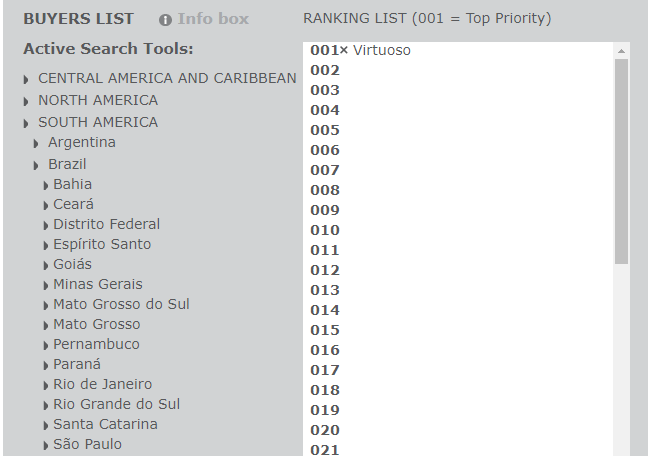 BUYERS LIST
Info box
Active Search Tools:
CENTRAL AMERICA AND CARIBBEAN
NORTH AMERICA
SOUTH AMERICA
Argentina
Brazil
Bahia
Ceará
Distrito Federal
Espírito Santo
Goiás
Minas Gerais
Mato Grosso do Sul
Mato Grosso
Pernambuco
Paraná
Rio de Janeiro
Rio Grande do Sul
Santa Catarina
São Paulo
RANKING LIST (001 = Top Priority)
001× Virtuoso
002
003
004
005
006
007
008
009
010
011
012
013
014
015
016
017
018
019
020
021